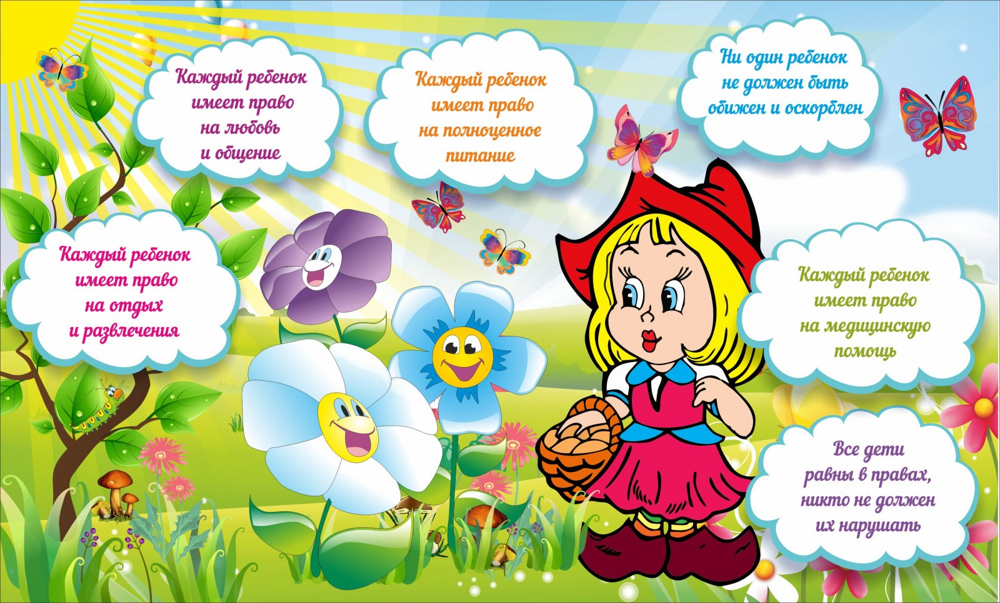 Каждый ребенок
имеет право
на любовь
и общение
Каждый ребенок
имеет право
на полноценное
питание
Ни один ребенок
не должен быть
обижен и оскорблен
Каждый ребенок
имеет право
на отдых
и развлечения
Каждый ребенок
имеет право
на медицинскую
помощь
Все дети
равны в правах,
никто не должен
их нарушать